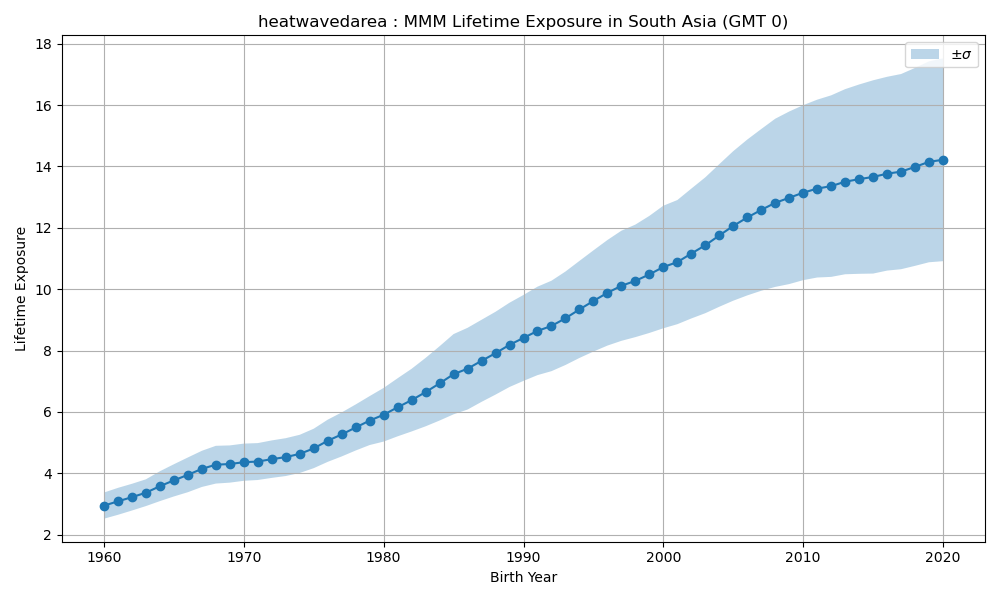 heatwavedarea : MMM Lifetime Exposure in South Asia (GMT 0)
±σ
Lifetime Exposure
18
16
14
12
10
8
6
4
2
1960 1970 1980 1990 2000 2010 2020
Birth Year